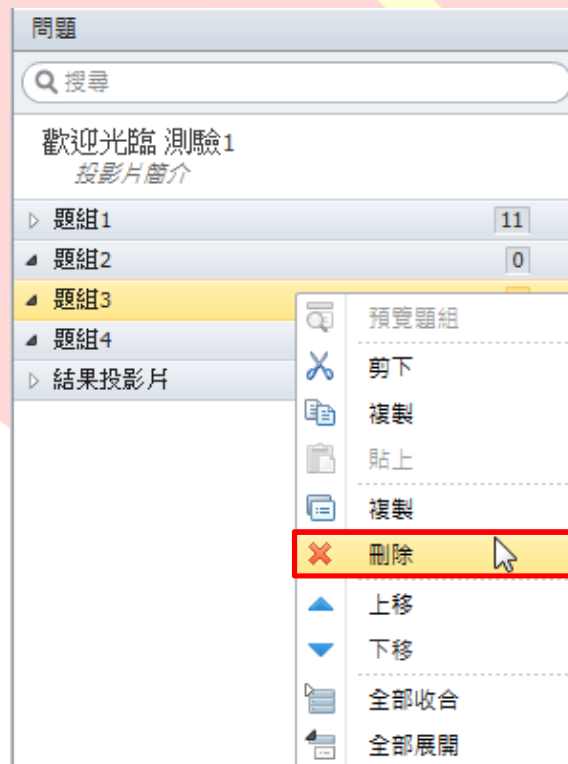 問題
搜尋
歡迎光臨 測驗1
投影片簡介
題組1 11
題組2 0
題組3
題組4
結果投影片
預覽題組
剪下
複製
貼上
複製
刪除
上移
下移
全部收合
全部展開